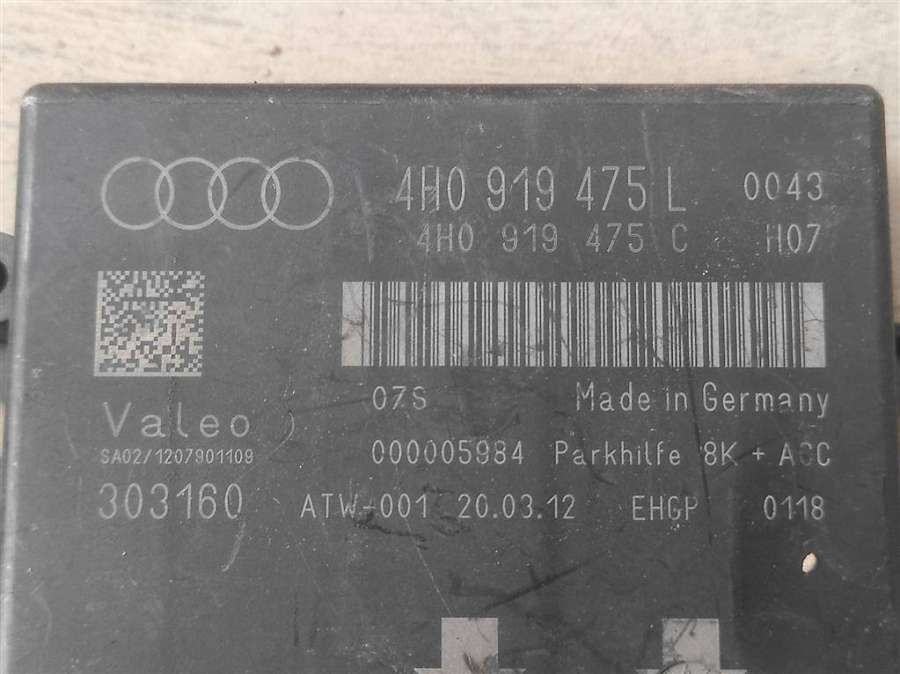 4H0 919 475 L 0043
4H0 919 475 C H07
07S Made in Germany
Valeo
SA02/1207901109
000005984 Parkhilfe 8K + ACC
303160 ATW-001 20.03.12 EHGP 0118